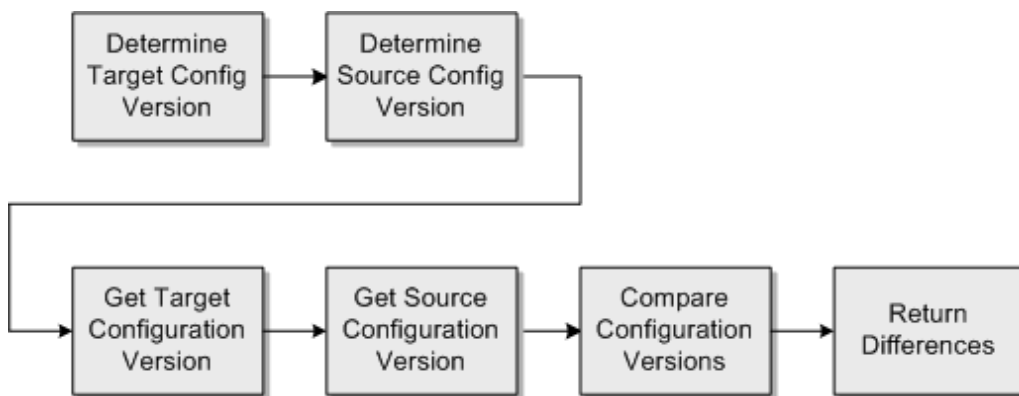 Determine
Target Config
Version
Determine
Source Config
Version
Get Target
Configuration
Version
Get Source
Configuration
Version
Compare
Configuration
Versions
Return
Differences